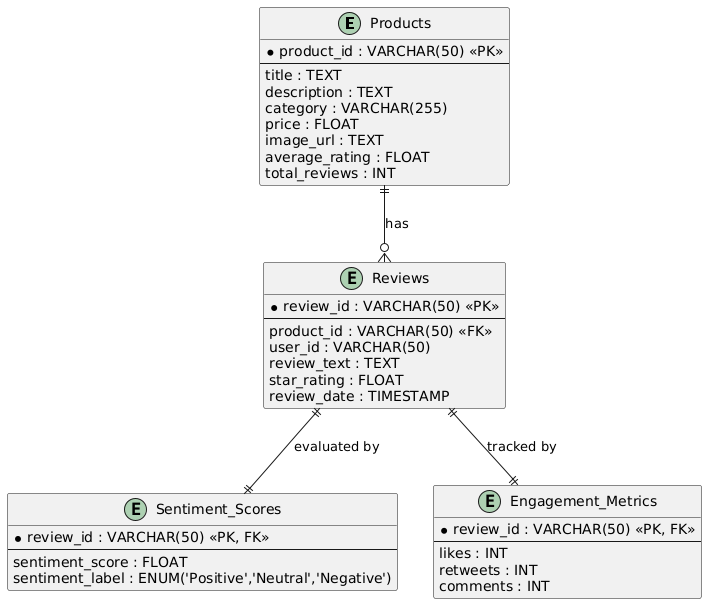 E Products
* product_id : VARCHAR(50) «PK»
title : TEXT
description : TEXT
category : VARCHAR(255)
price : FLOAT
image_url : TEXT
average_rating : FLOAT
total_reviews : INT
has
E Reviews
* review_id : VARCHAR(50) «PK»
product_id : VARCHAR(50) «FK»
user_id : VARCHAR(50)
review_text : TEXT
star_rating : FLOAT
review_date : TIMESTAMP
evaluated by
tracked by
E Sentiment_Scores
* review_id : VARCHAR(50) «PK, FK»
sentiment_score : FLOAT
sentiment_label : ENUM('Positive','Neutral','Negative')
E Engagement_Metrics
* review_id : VARCHAR(50) «PK, FK»
likes : INT
retweets : INT
comments : INT